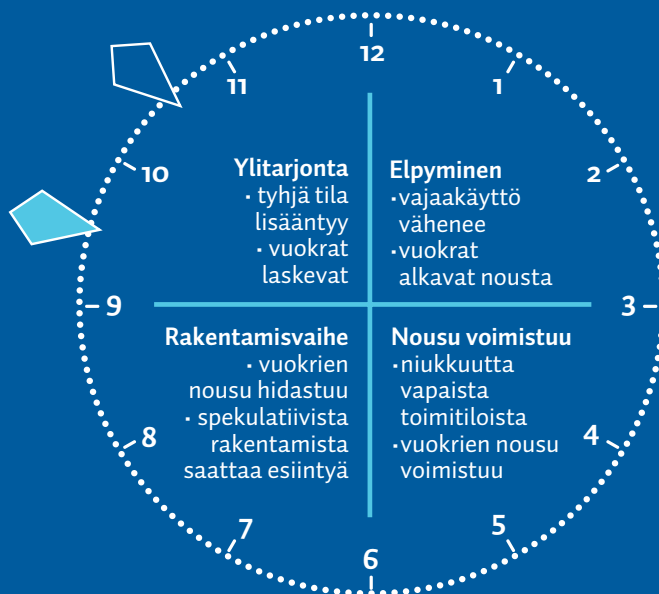 12
11
1
10
2
9
3
8
4
7
5
6
Ylitarjonta
· tyhjä tila
lisääntyy
· vuokrat
laskevat
Elpyminen
·vajaakäyttö
vähenee
·vuokrat
alkavat nousta
Rakentamisvaihe
· vuokrien
nousu hidastuu
· spekulatiivista
rakentamista
saattaa esiintyä
Nousu voimistuu
·niukkuutta
vapaista
toimitiloista
·vuokrien nousu
voimistuu